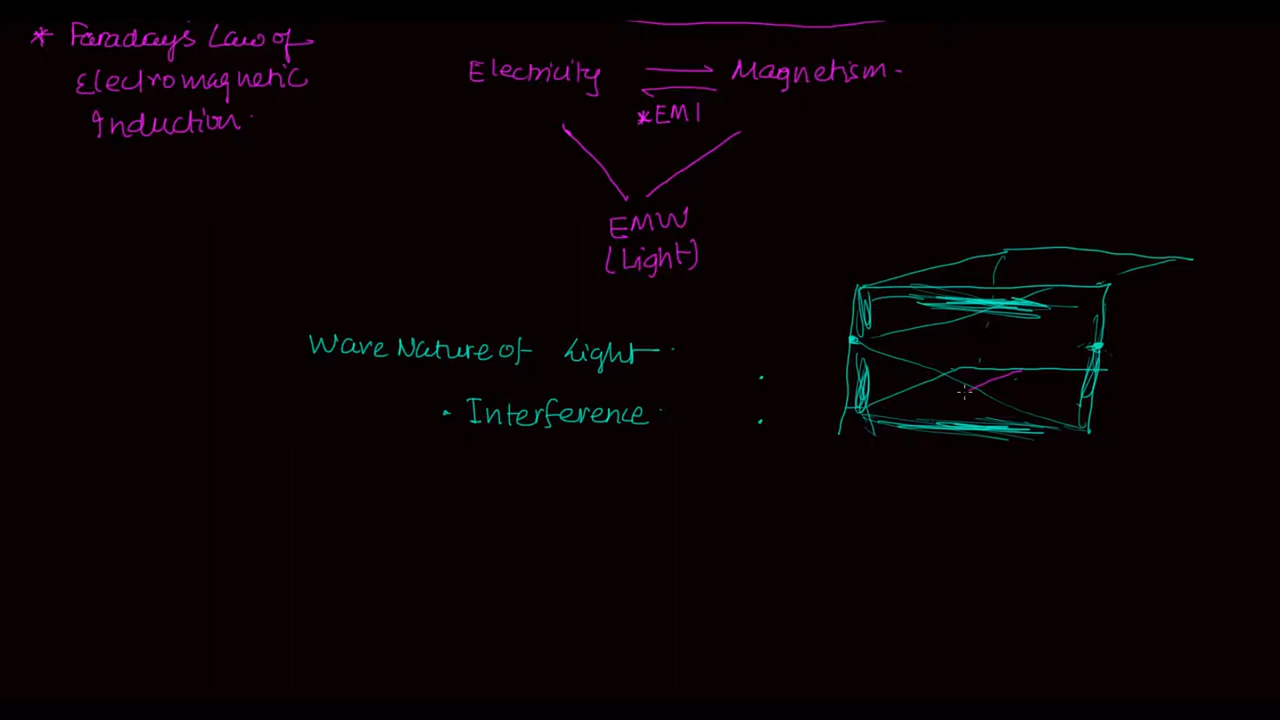 * Faraday's Law of
Electromagnetic
Induction.
Electricity → Magnetism.
← *EMI
EMW
(Light)
Wave Nature of Light.
. Interference.